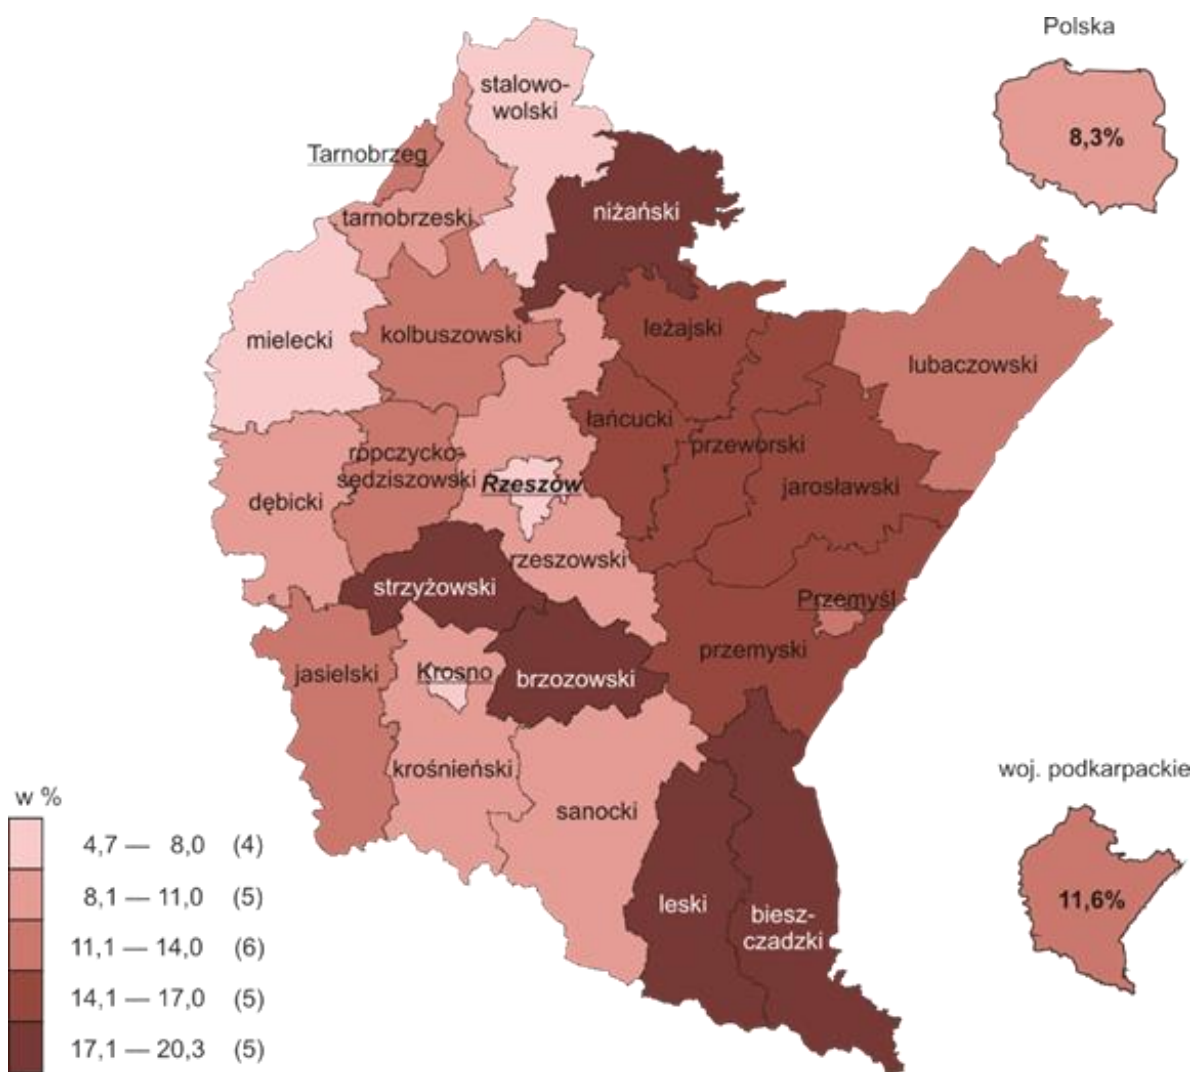 Polska
8,3%
stalowo-
wolski
Tarnobrzeg
tarnobrzeski
niżański
mielecki
kolbuszowski
leżajski
lubaczowski
łańcucki
przeworski
ropczycko-
sędziszowski
Rzeszów
jarosławski
dębicki
rzeszowski
strzyżowski
Przemyśl
przemyski
jasielski
Krosno
brzozowski
krośnieński
sanocki
leski
biesz-
czadzki
woj. podkarpackie
11,6%
w %
4,7 — 8,0 (4)
8,1 — 11,0 (5)
11,1 — 14,0 (6)
14,1 — 17,0 (5)
17,1 — 20,3 (5)